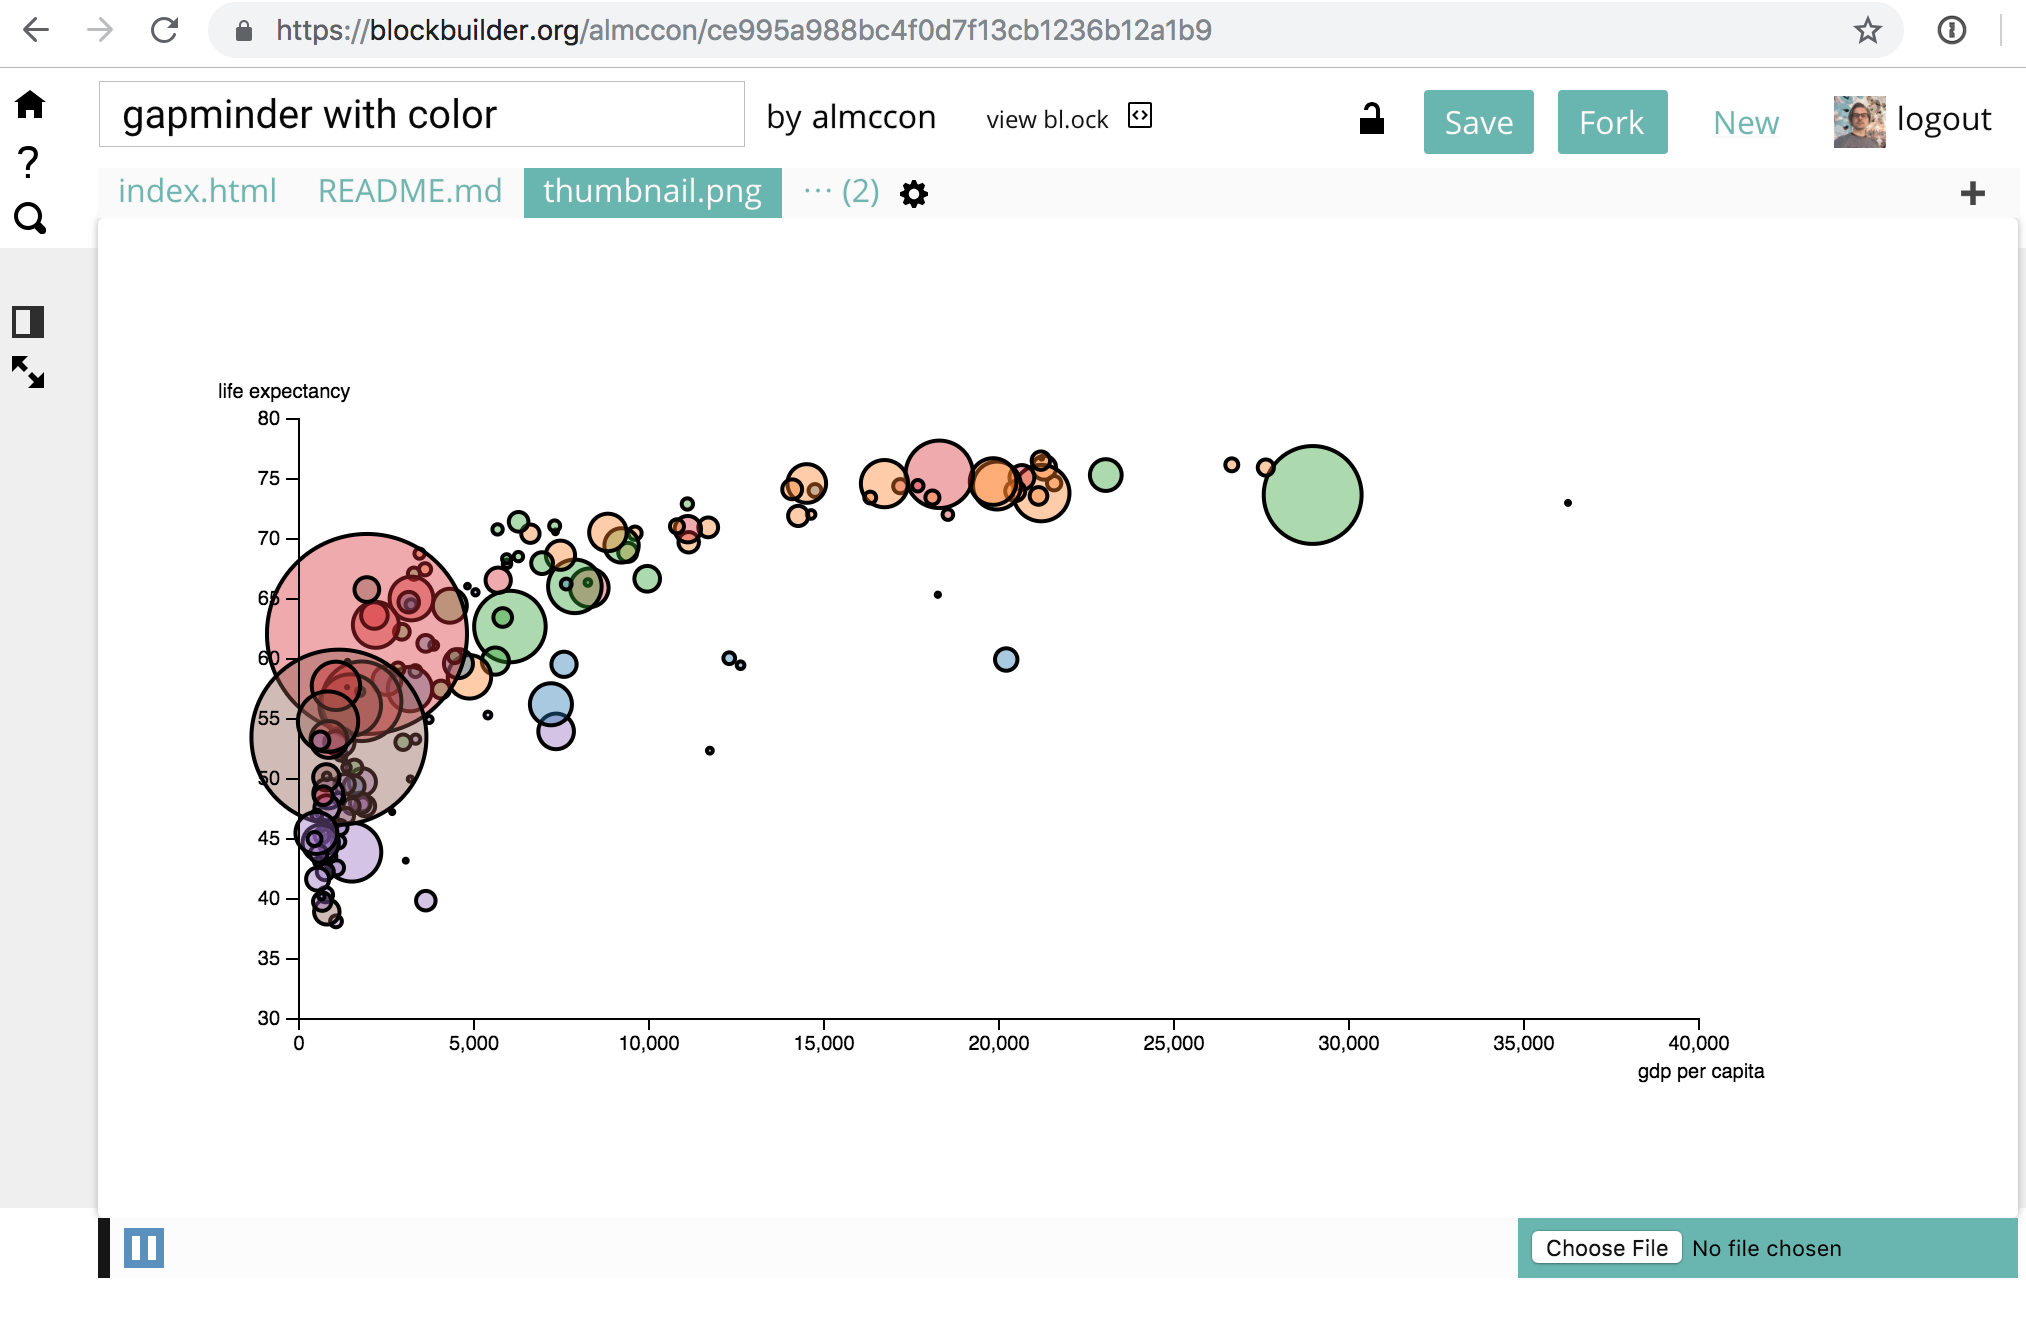 https://blockbuilder.org/almccon/ce995a988bc4f0d7f13cb1236b12a1b9
gapminder with color by almccon view bl.ock Save Fork New logout
index.html README.md thumbnail.png ··· (2)
life expectancy
80
75
70
65
60
55
50
45
40
35
30
0 5,000 10,000 15,000 20,000 25,000 30,000 35,000 40,000
gdp per capita
Choose File No file chosen